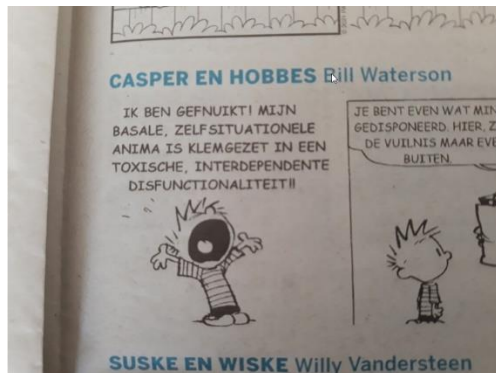 CASPER EN HOBBES Bill Waterson
IK BEN GEFNUIKT! MIJN
BASALE, ZELFSITUATIONELE
ANIMA IS KLEMGEZET IN EEN
TOXISCHE, INTERDEPENDENTE
DISFUNCTIONALITEIT!!
JE BENT EVEN WAT MIN
GEDISPONEERD. HIER, Z
DE VUILNIS MAAR EVE
BUITEN.
SUSKE EN WISKE Willy Vandersteen